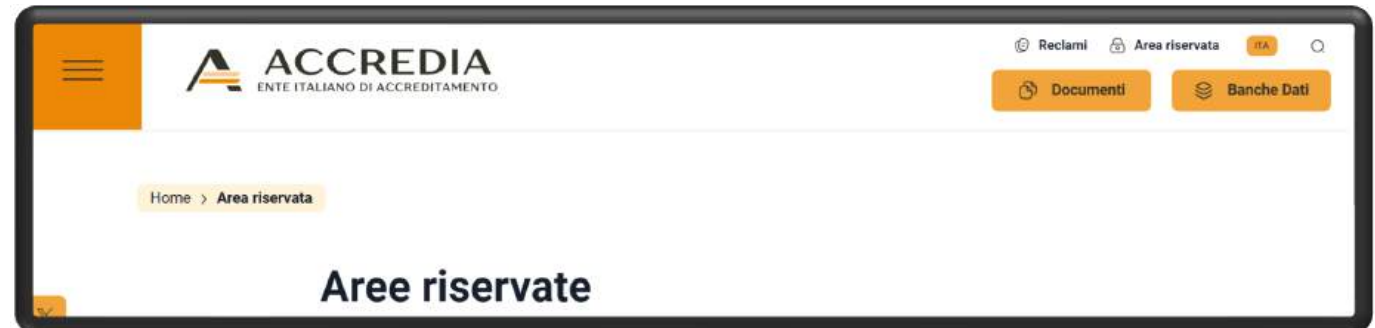 Reclami Area riservata ITA
ACCREDIA
ENTE ITALIANO DI ACCREDITAMENTO
Documenti Banche Dati
Home > Area riservata
Aree riservate